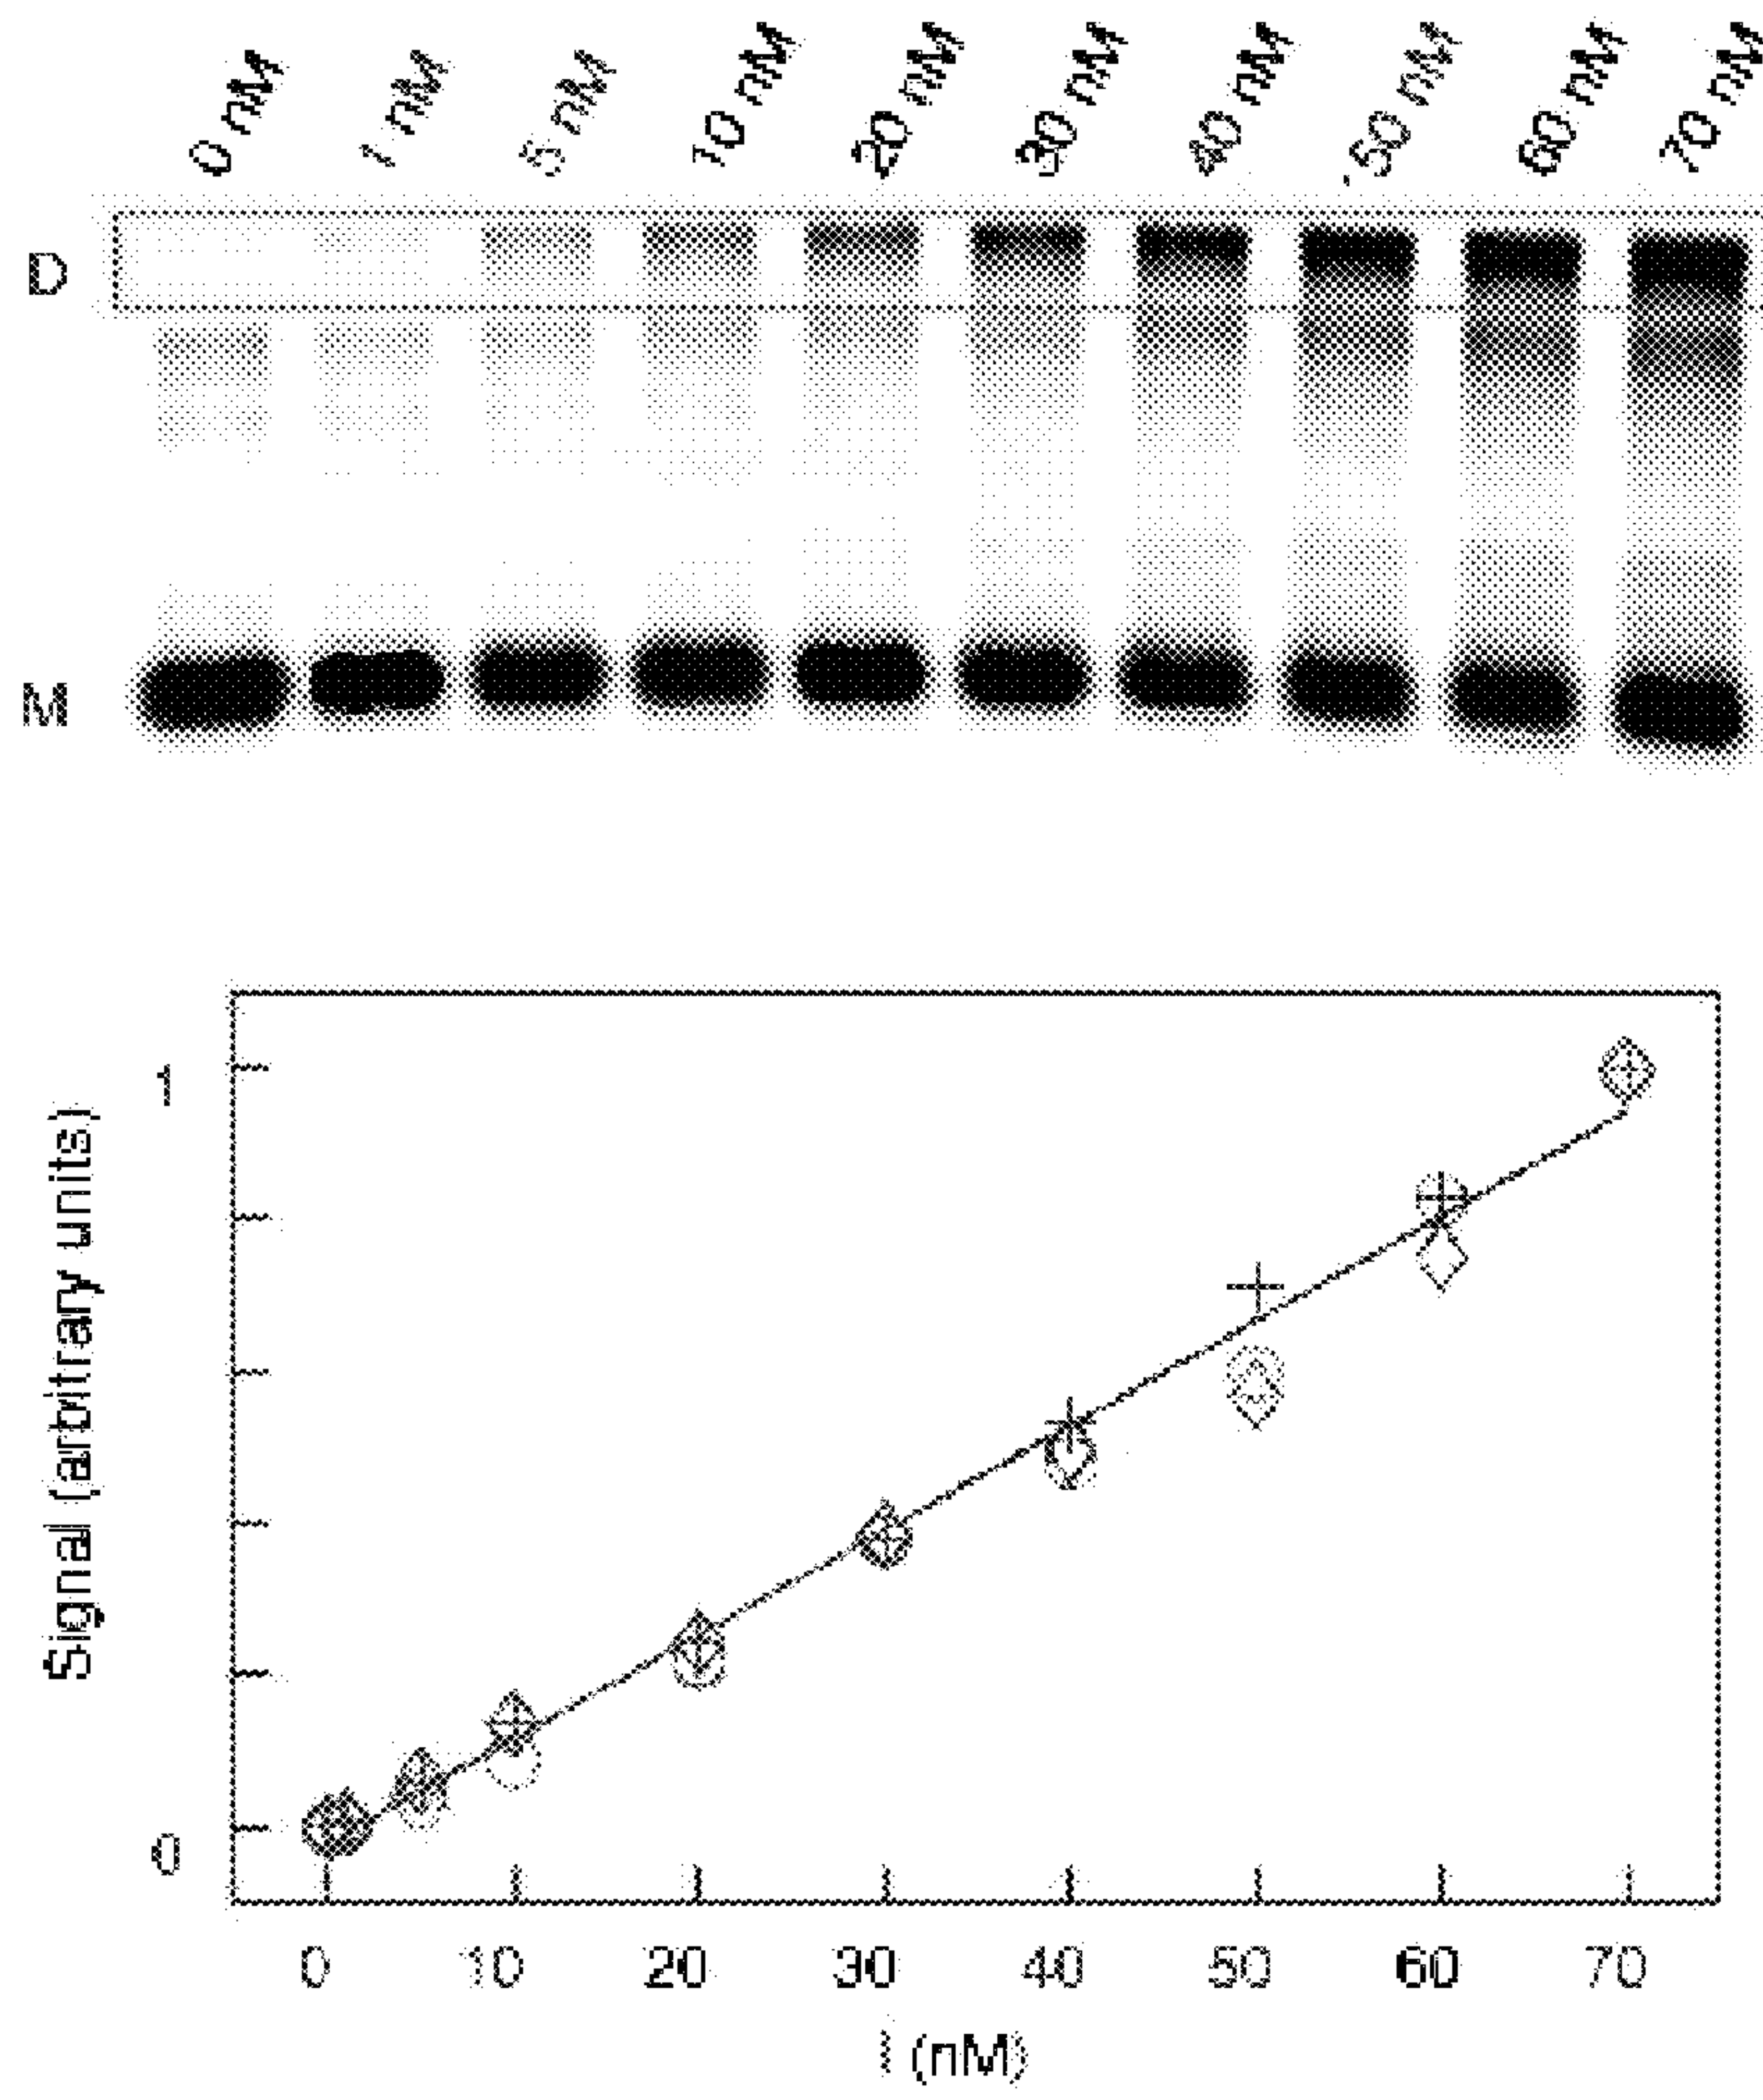 0 nM 1 nM 5 nM 10 nM 20 nM 30 nM 40 nM 50 nM 60 nM 70 nM
D
M
1
Signal (arbitrary units)
0
0 10 20 30 40 50 60 70
I (nM)